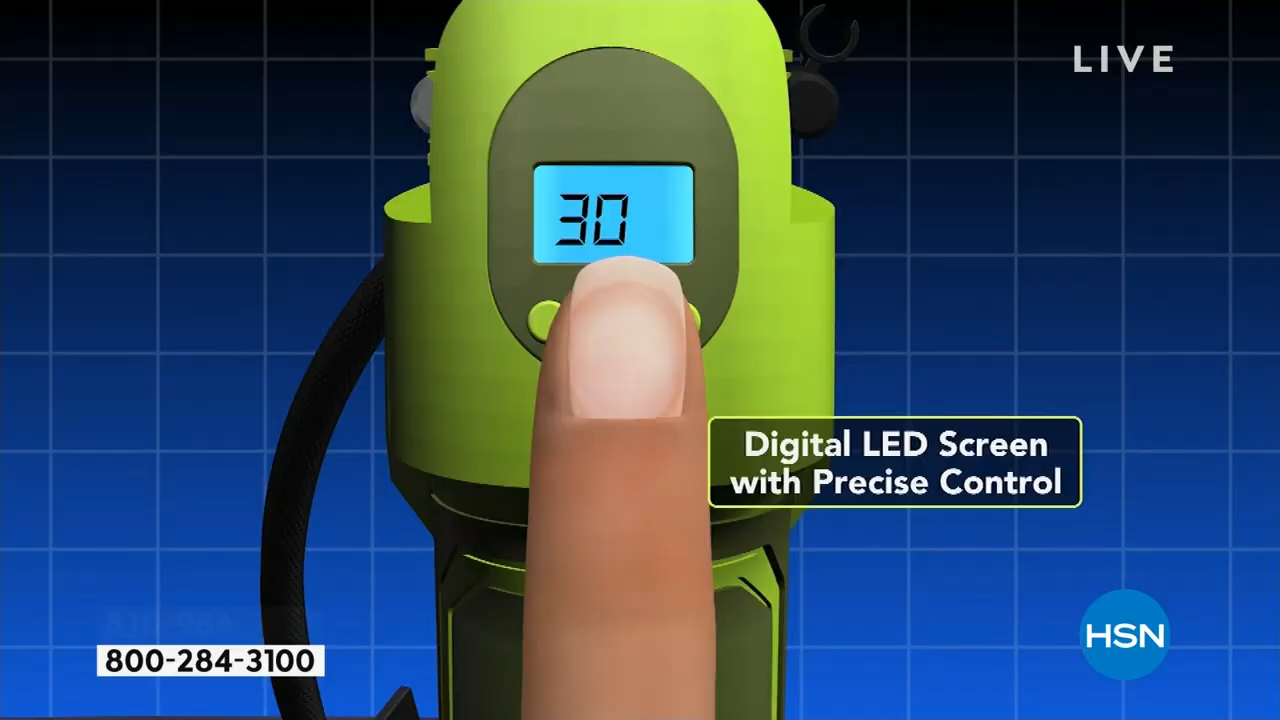 LIVE
30
Digital LED Screen
with Precise Control
800-284-3100
HSN